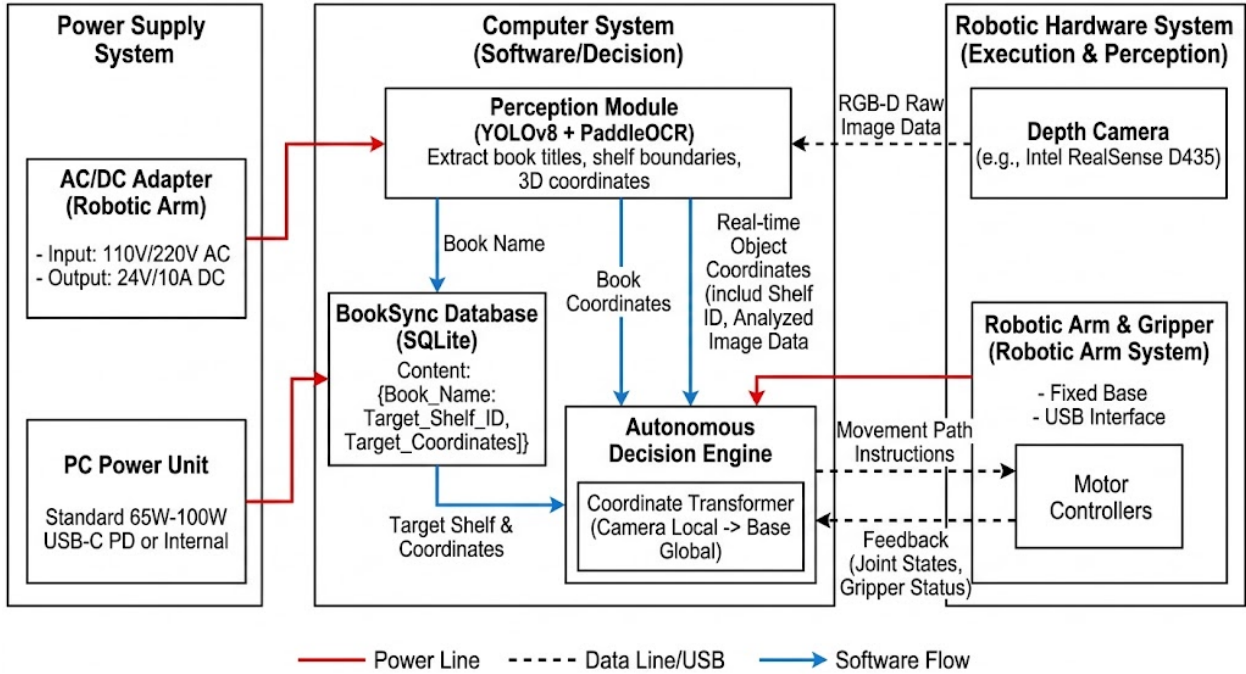 Power Supply
System
AC/DC Adapter
(Robotic Arm)
- Input: 110V/220V AC
- Output: 24V/10A DC
PC Power Unit
Standard 65W-100W
USB-C PD or Internal
Computer System
(Software/Decision)
Perception Module
(YOLOv8 + PaddleOCR)
Extract book titles, shelf boundaries,
3D coordinates
Book Name
Book
Coordinates
Real-time
Object
Coordinates
(includ Shelf
ID, Analyzed
Image Data
BookSync Database
(SQLite)
Content:
{Book_Name:
Target_Shelf_ID,
Target_Coordinates]}
Target Shelf &
Coordinates
Autonomous
Decision Engine
Coordinate Transformer
(Camera Local -> Base
Global)
RGB-D Raw
Image Data
Movement Path
Instructions
Feedback
(Joint States,
Gripper Status)
Robotic Hardware System
(Execution & Perception)
Depth Camera
(e.g., Intel RealSense D435)
Robotic Arm & Gripper
(Robotic Arm System)
- Fixed Base
- USB Interface
Motor
Controllers
Power Line
Data Line/USB
Software Flow